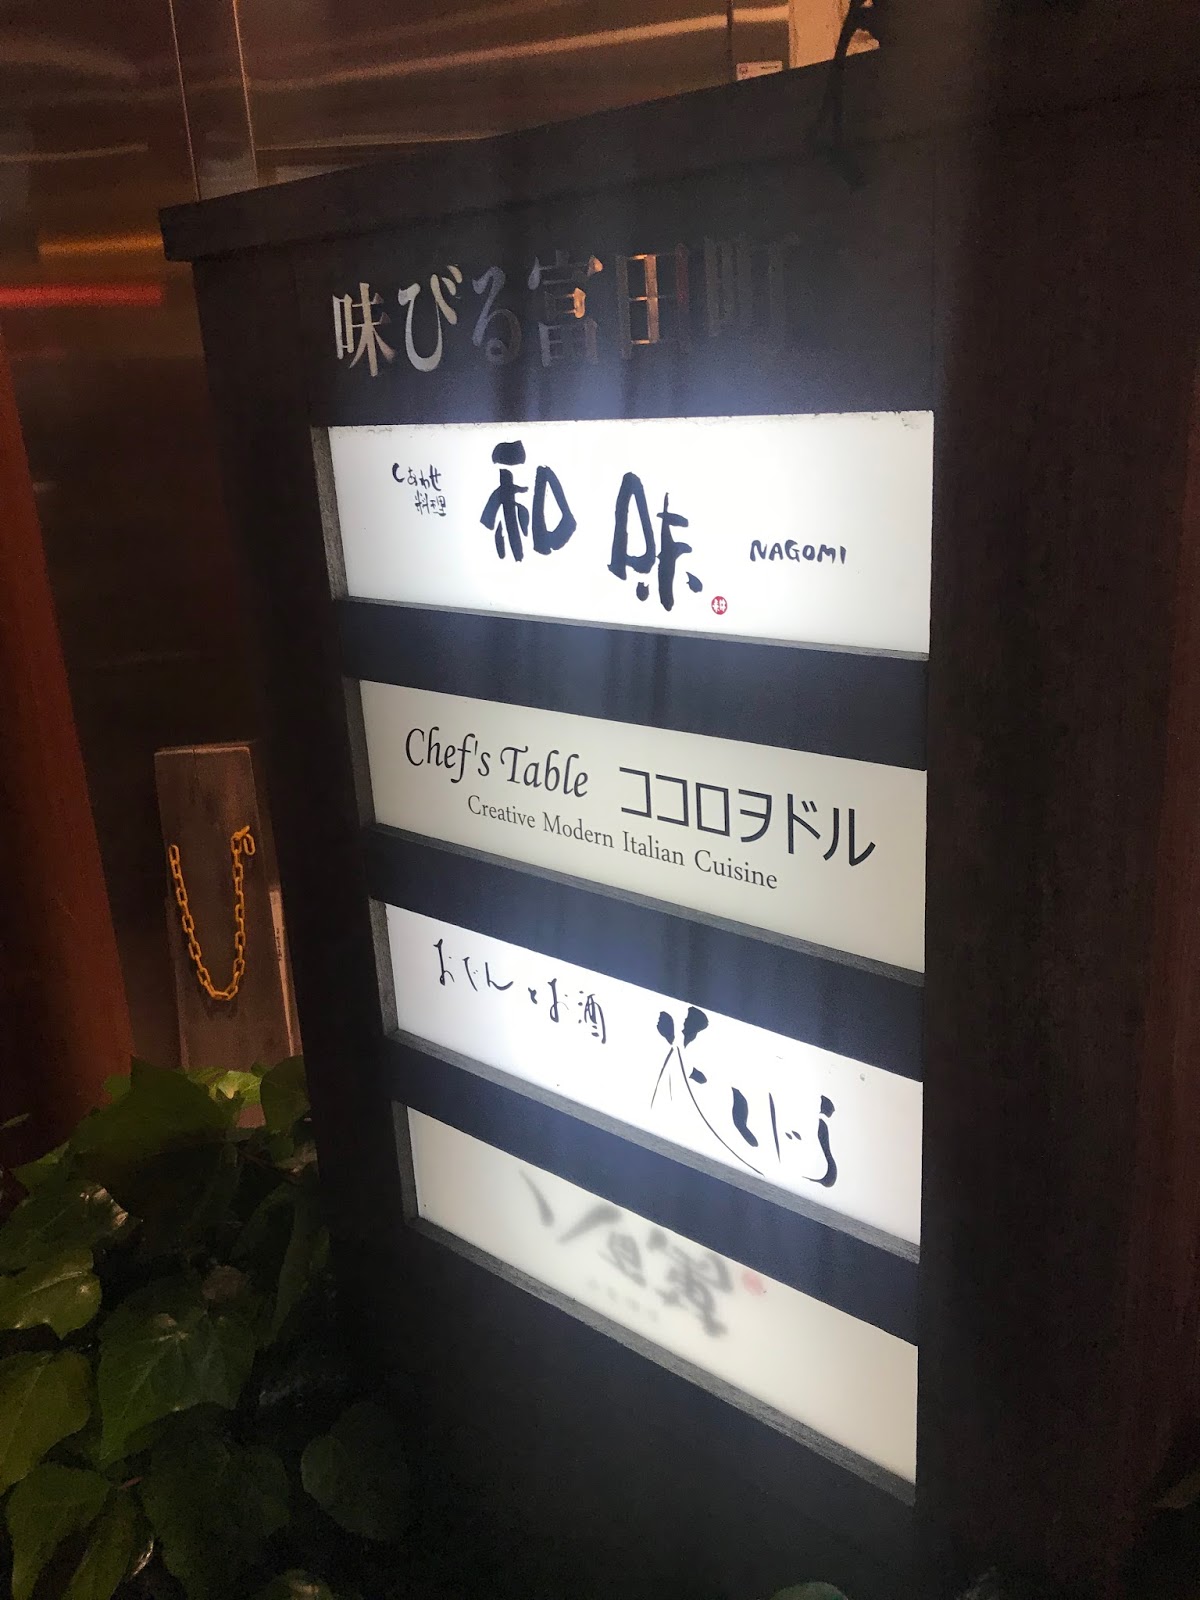 味びる富田町
しあわせ
料理
和味 NAGOMI
Chef's Table ココロヲドル
Creative Modern Italian Cuisine
おでんとお酒